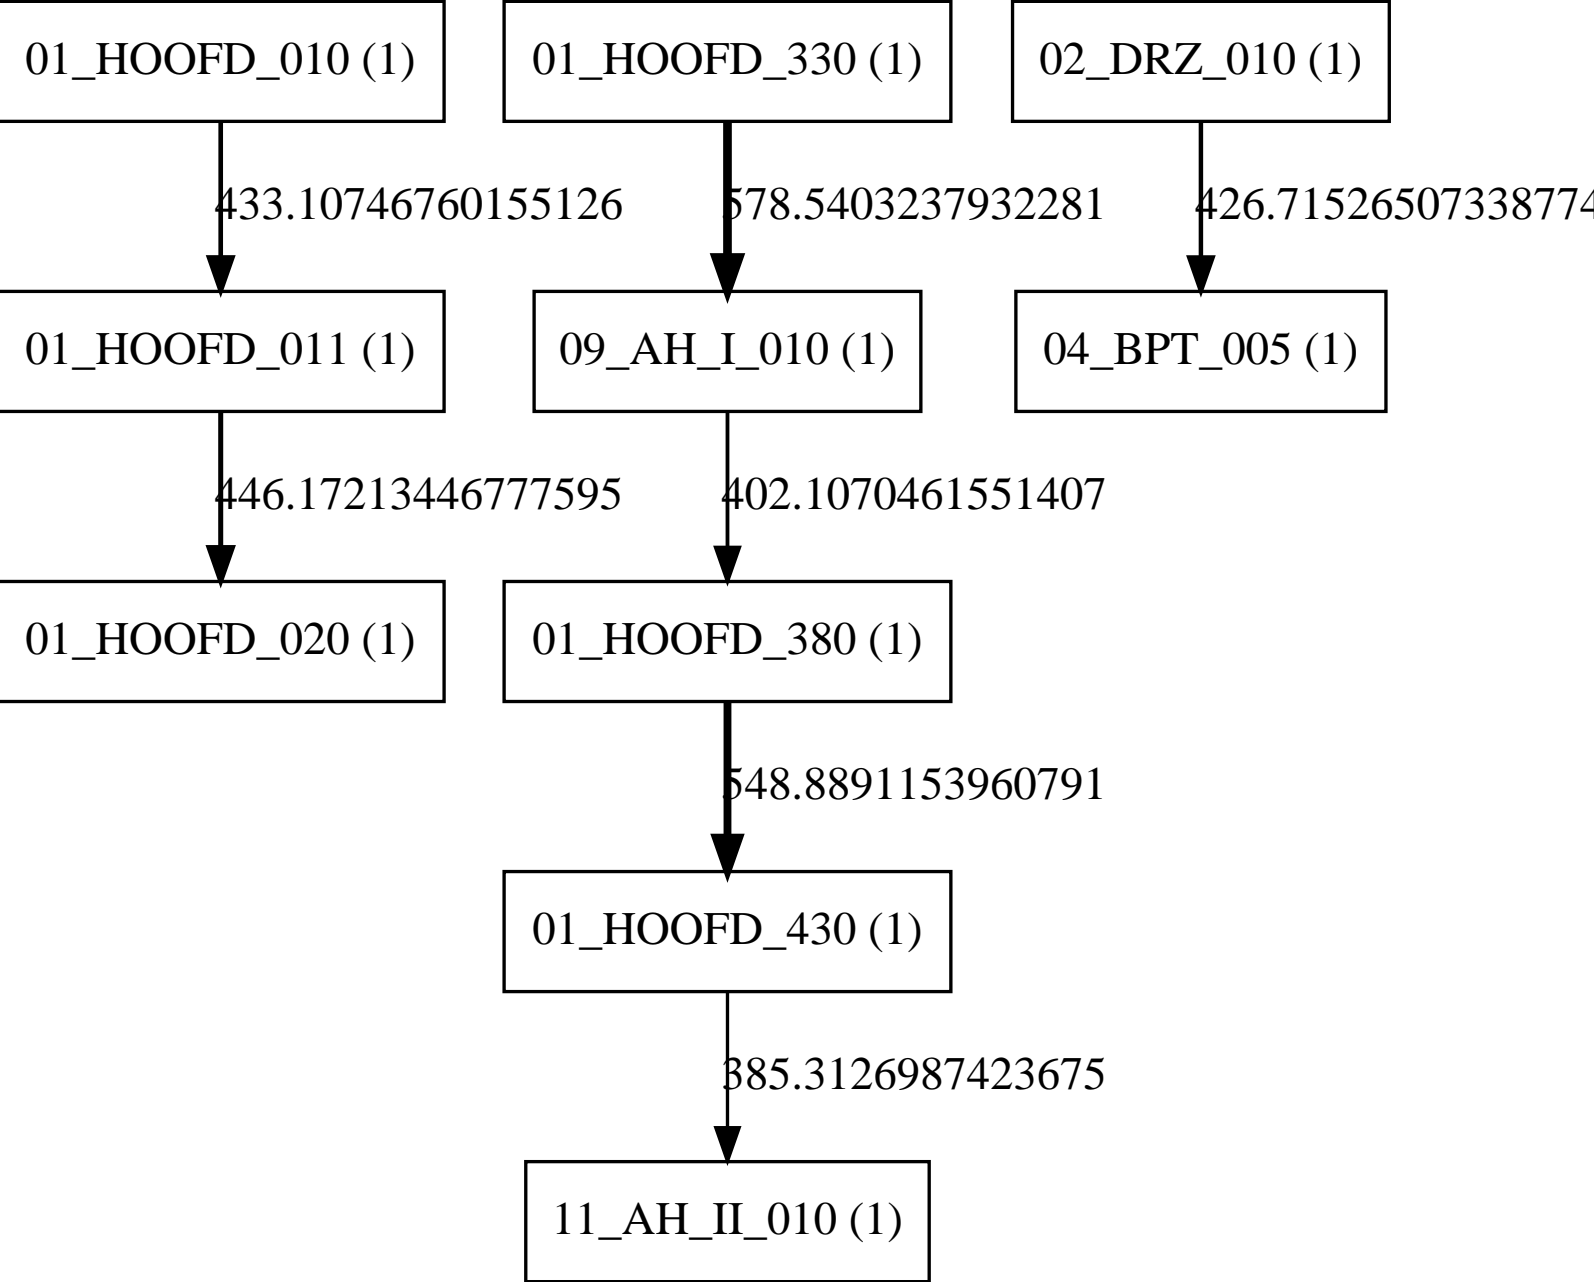 01_HOOFD_010 (1)
01_HOOFD_330 (1)
02_DRZ_010 (1)
433.10746760155126
578.5403237932281
426.71526507338774
01_HOOFD_011 (1)
09_AH_I_010 (1)
04_BPT_005 (1)
446.17213446777595
402.1070461551407
01_HOOFD_020 (1)
01_HOOFD_380 (1)
548.8891153960791
01_HOOFD_430 (1)
385.3126987423675
11_AH_II_010 (1)